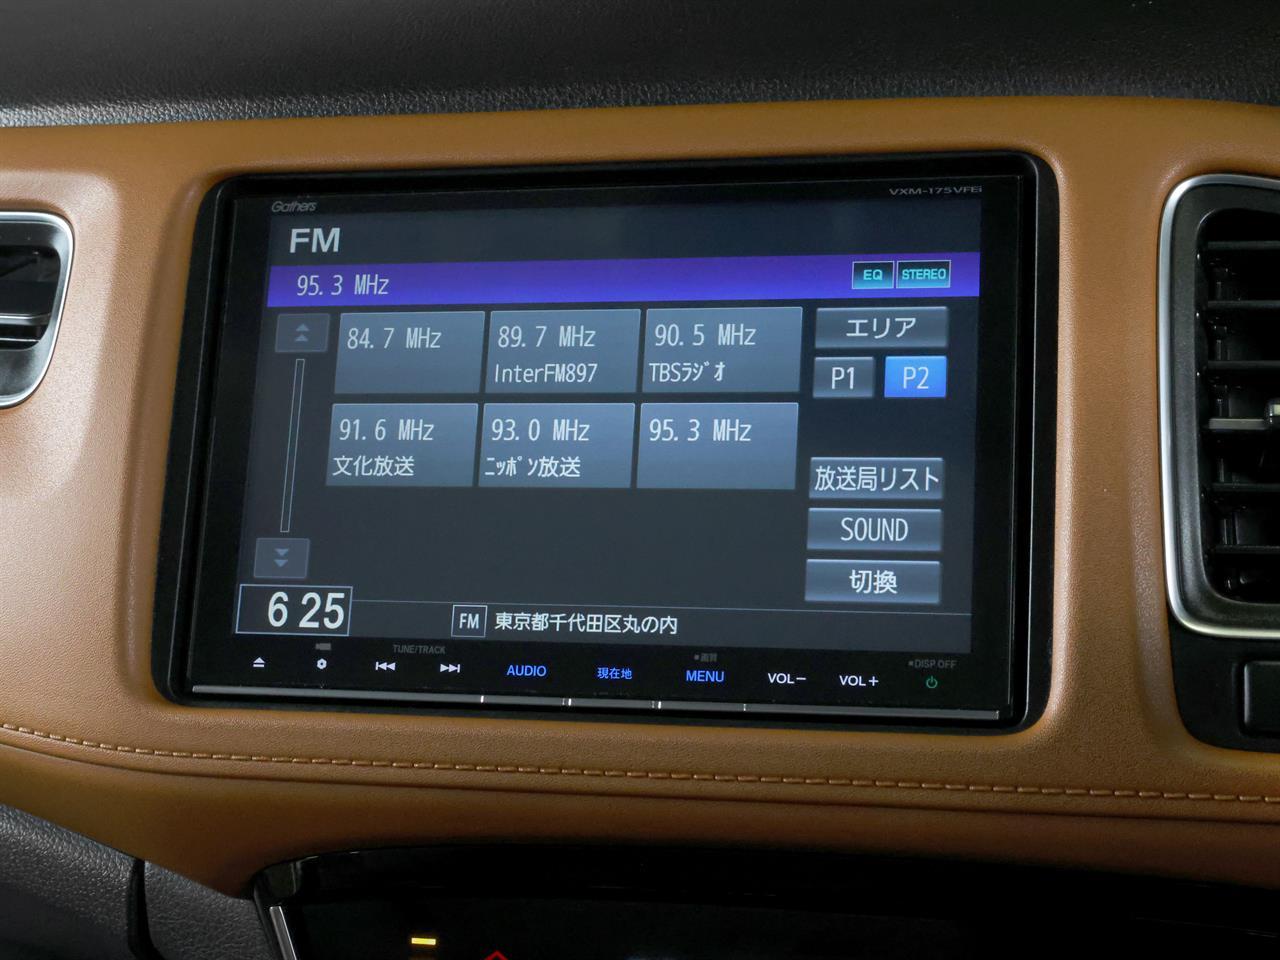 Gathers
VXM-175VFEi
FM
95.3 MHz
EQ
STEREO
84.7 MHz
89.7 MHz
InterFM897
90.5 MHz
TBSﾗｼﾞｵ
エリア
P1
P2
91.6 MHz
文化放送
93.0 MHz
ﾆｯﾎﾟﾝ放送
95.3 MHz
放送局リスト
SOUND
切換
6 25
FM
東京都千代田区丸の内
TUNE/TRACK
AUDIO
現在地
画質
MENU
VOL−
VOL+
DISP OFF